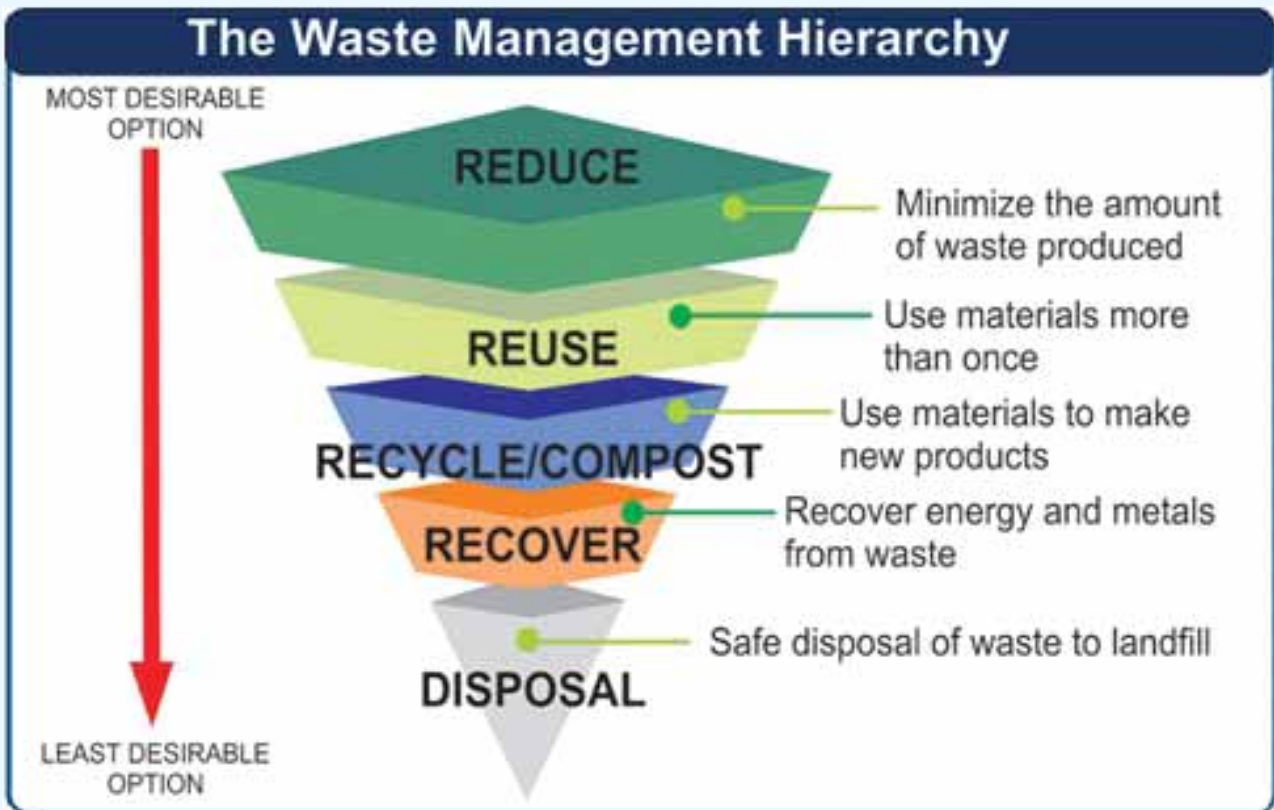 The Waste Management Hierarchy
MOST DESIRABLE
OPTION
REDUCE
Minimize the amount
of waste produced
REUSE
Use materials more
than once
RECYCLE/COMPOST
Use materials to make
new products
RECOVER
Recover energy and metals
from waste
DISPOSAL
Safe disposal of waste to landfill
LEAST DESIRABLE
OPTION